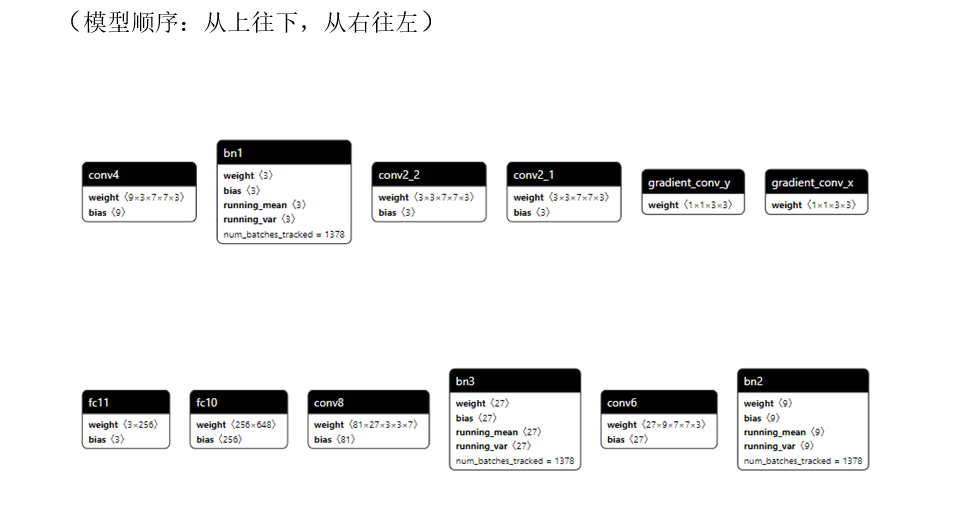 （模型顺序：从上往下，从右往左）
conv4
weight〈9×3×7×7×3〉
bias〈9〉
bn1
weight〈3〉
bias〈3〉
running_mean〈3〉
running_var〈3〉
num_batches_tracked = 1378
conv2_2
weight〈3×3×7×7×3〉
bias〈3〉
conv2_1
weight〈3×3×7×7×3〉
bias〈3〉
gradient_conv_y
weight〈1×1×3×3〉
gradient_conv_x
weight〈1×1×3×3〉
fc11
weight〈3×256〉
bias〈3〉
fc10
weight〈256×648〉
bias〈256〉
conv8
weight〈81×27×3×3×7〉
bias〈81〉
bn3
weight〈27〉
bias〈27〉
running_mean〈27〉
running_var〈27〉
num_batches_tracked = 1378
conv6
weight〈27×9×7×7×3〉
bias〈27〉
bn2
weight〈9〉
bias〈9〉
running_mean〈9〉
running_var〈9〉
num_batches_tracked = 1378